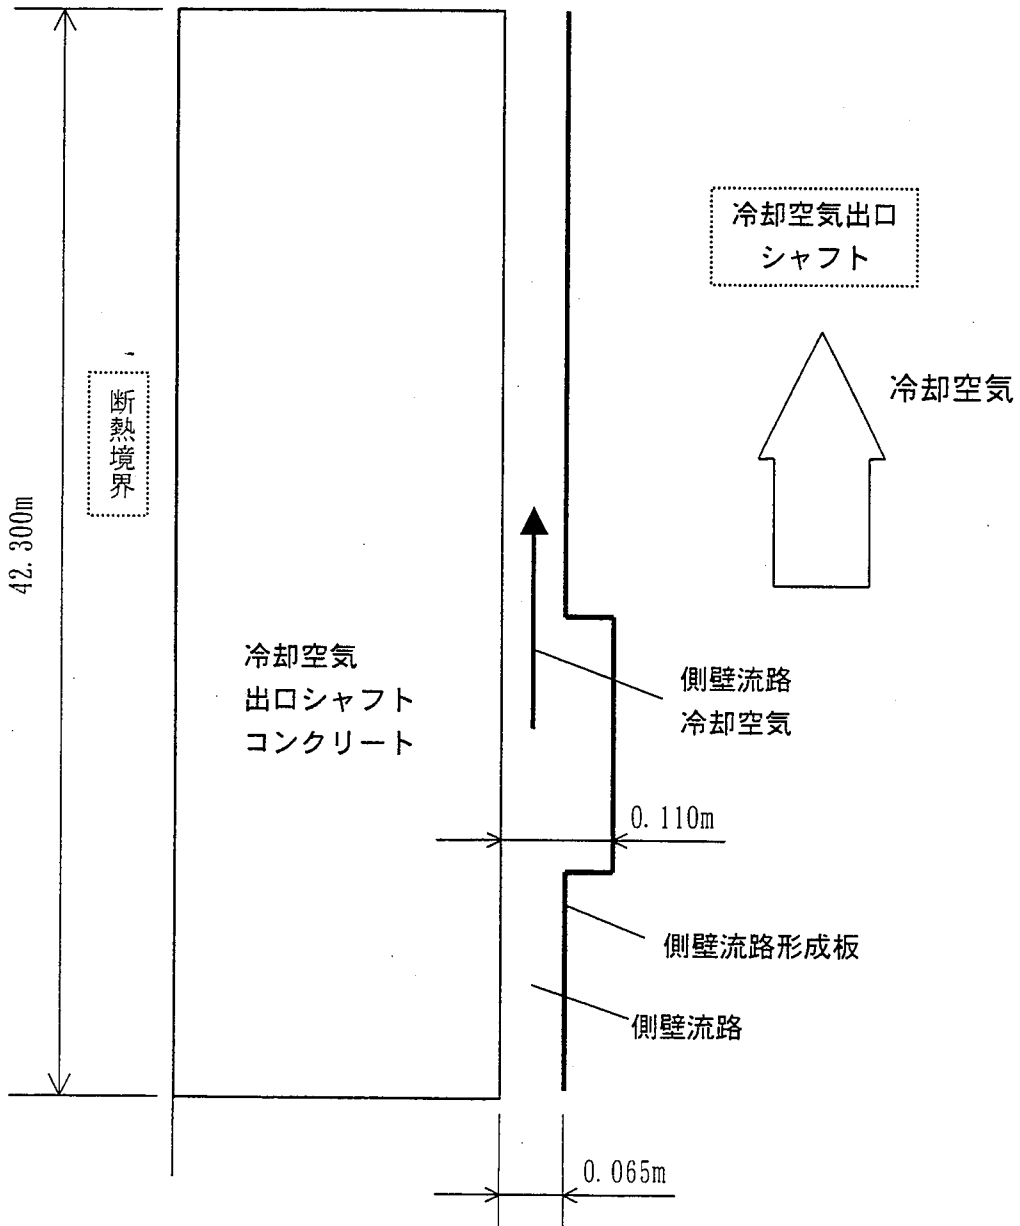 冷却空気出口
シャフト
冷却空気
断熱境界
42.300m
冷却空気
出口シャフト
コンクリート
側壁流路
冷却空気
0.110m
側壁流路形成板
側壁流路
0.065m